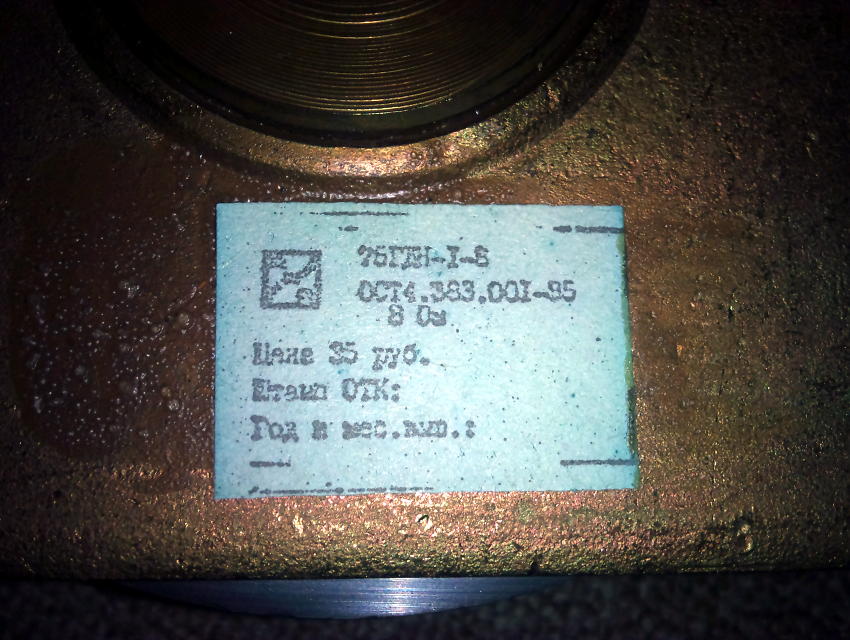 75ГДН-I-8
ОСТ4.383.00I-85
8 Ом
Цена 35 руб.
Штамп ОТК:
Год и мес.вып.: